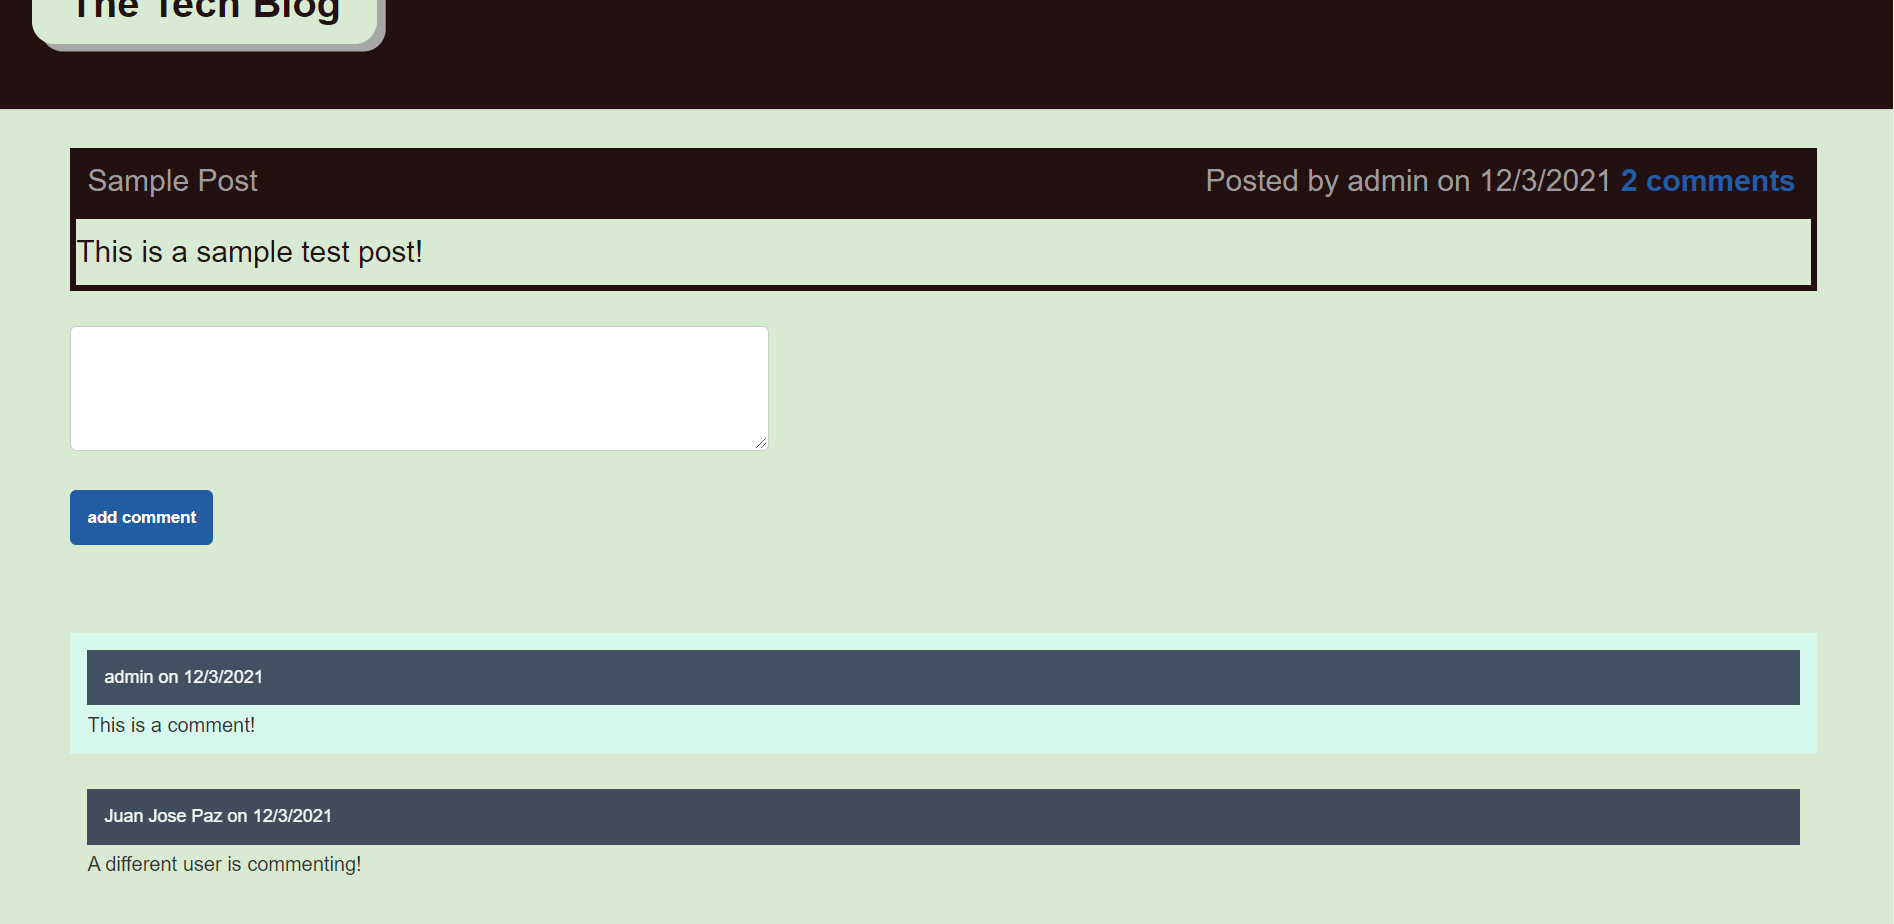 The Tech Blog
Sample Post
Posted by admin on 12/3/2021 2 comments
This is a sample test post!
add comment
admin on 12/3/2021
This is a comment!
Juan Jose Paz on 12/3/2021
A different user is commenting!